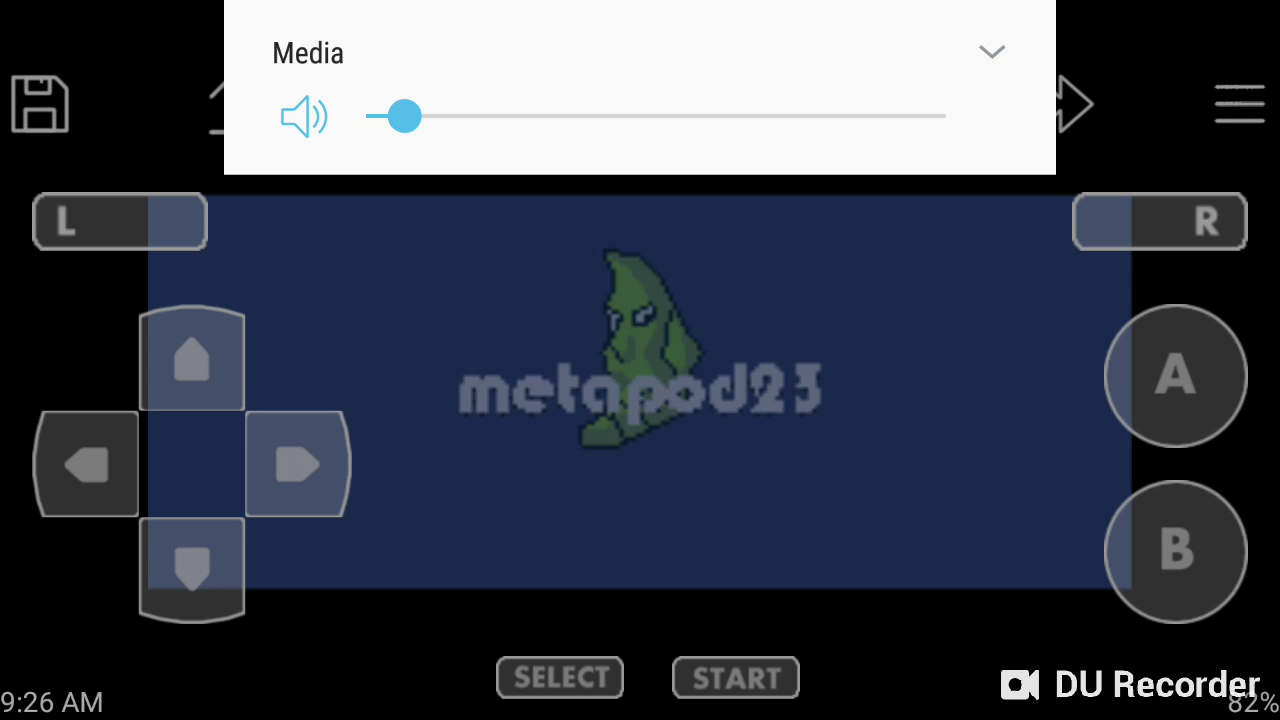 Media
L
R
metapod23
A
B
SELECT
START
DU Recorder
9:26 AM
82%